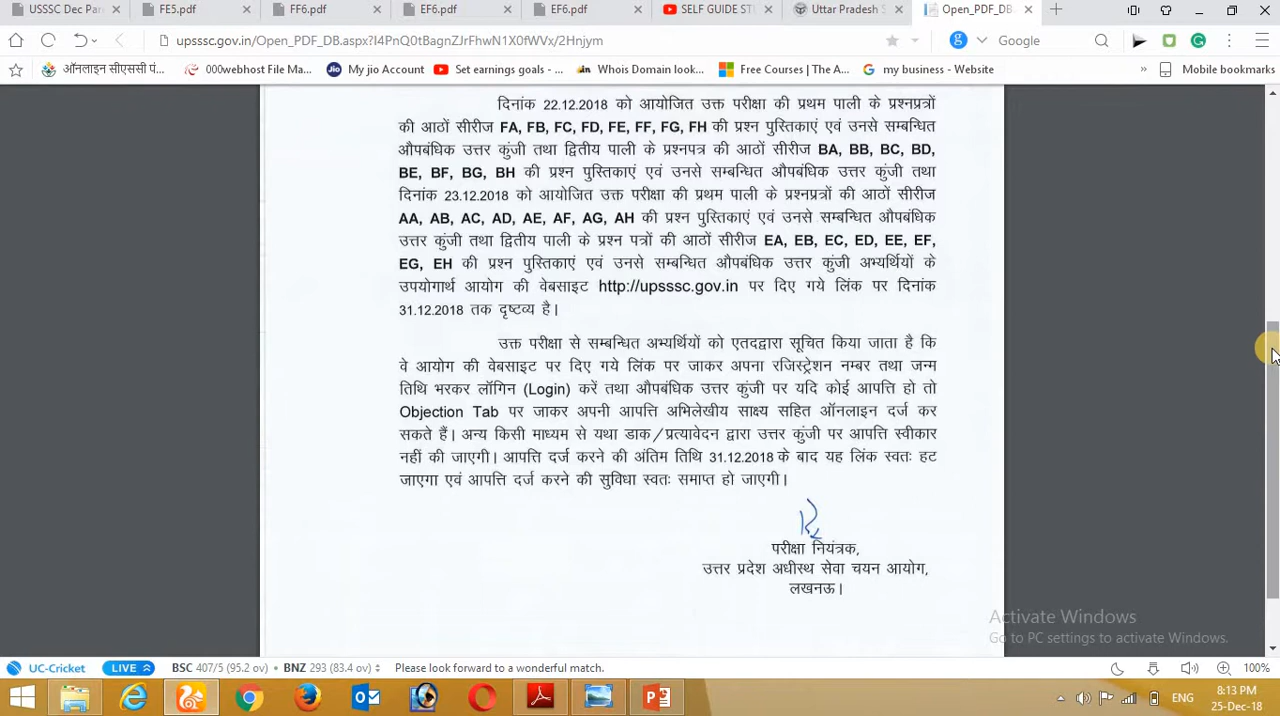 USSSC Dec Par
FE5.pdf
FF6.pdf
EF6.pdf
EF6.pdf
SELF GUIDE ST
Uttar Pradesh S
Open_PDF_DB.
upsssc.gov.in/Open_PDF_DB.aspx?I4PnQ0tBagnZJrFhwN1X0fWVx/2Hnjym
Google
ऑनलाइन सीएससी पं...
000webhost File Ma...
My jio Account
Set earnings goals - ...
Whois Domain look...
Free Courses | The A...
my business - Website
Mobile bookmarks
दिनांक 22.12.2018 को आयोजित उक्त परीक्षा की प्रथम पाली के प्रश्नप्रत्रों
की आठों सीरीज FA, FB, FC, FD, FE, FF, FG, FH की प्रश्न पुस्तिकाएं एवं उनसे सम्बन्धित
औपबंधिक उत्तर कुंजी तथा द्वितीय पाली के प्रश्नपत्र की आठों सीरीज BA, BB, BC, BD,
BE, BF, BG, BH की प्रश्न पुस्तिकाएं एवं उनसे सम्बन्धित औपबंधिक उत्तर कुंजी तथा
दिनांक 23.12.2018 को आयोजित उक्त परीक्षा की प्रथम पाली के प्रश्नप्रत्रों की आठों सीरीज
AA, AB, AC, AD, AE, AF, AG, AH की प्रश्न पुस्तिकाएं एवं उनसे सम्बन्धित औपबंधिक
उत्तर कुंजी तथा द्वितीय पाली के प्रश्न पत्रों की आठों सीरीज EA, EB, EC, ED, EE, EF,
EG, EH की प्रश्न पुस्तिकाएं एवं उनसे सम्बन्धित औपबंधिक उत्तर कुंजी अभ्यर्थियों के
उपयोगार्थ आयोग की वेबसाइट http://upsssc.gov.in पर दिए गये लिंक पर दिनांक
31.12.2018 तक दृष्टव्य है।
उक्त परीक्षा से सम्बन्धित अभ्यर्थियों को एतदद्वारा सूचित किया जाता है कि
वे आयोग की वेबसाइट पर दिए गये लिंक पर जाकर अपना रजिस्ट्रेशन नम्बर तथा जन्म
तिथि भरकर लॉगिन (Login) करें तथा औपबंधिक उत्तर कुंजी पर यदि कोई आपत्ति हो तो
Objection Tab पर जाकर अपनी आपत्ति अभिलेखीय साक्ष्य सहित ऑनलाइन दर्ज कर
सकते हैं। अन्य किसी माध्यम से यथा डाक/प्रत्यावेदन द्वारा उत्तर कुंजी पर आपत्ति स्वीकार
नहीं की जाएगी। आपत्ति दर्ज करने की अंतिम तिथि 31.12.2018 के बाद यह लिंक स्वतः हट
जाएगा एवं आपत्ति दर्ज करने की सुविधा स्वतः समाप्त हो जाएगी।
परीक्षा नियंत्रक,
उत्तर प्रदेश अधीस्थ सेवा चयन आयोग,
लखनऊ।
Activate Windows
Go to PC settings to activate Windows.
UC-Cricket LIVE BSC 407/5 (95.2 ov) • BNZ 293 (83.4 ov) Please look forward to a wonderful match.
100%
ENG
8:13 PM
25-Dec-18